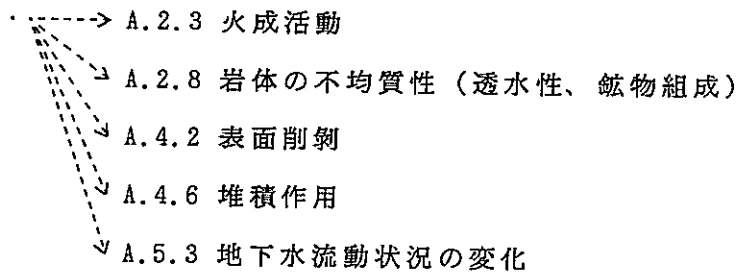 A.2.3 火成活動
A.2.8 岩体の不均質性（透水性、鉱物組成）
A.4.2 表面削剝
A.4.6 堆積作用
A.5.3 地下水流動状況の変化